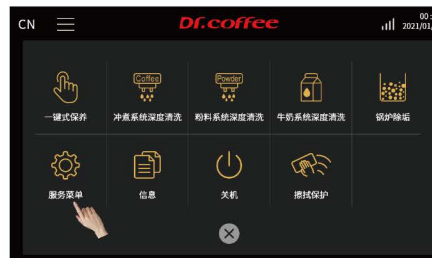 CN
Dr.coffee
00:
2021/01/
Coffee
Powder
一键式保养
冲煮系统深度清洗
粉料系统深度清洗
牛奶系统深度清洗
锅炉除垢
服务菜单
信息
关机
擦拭保护